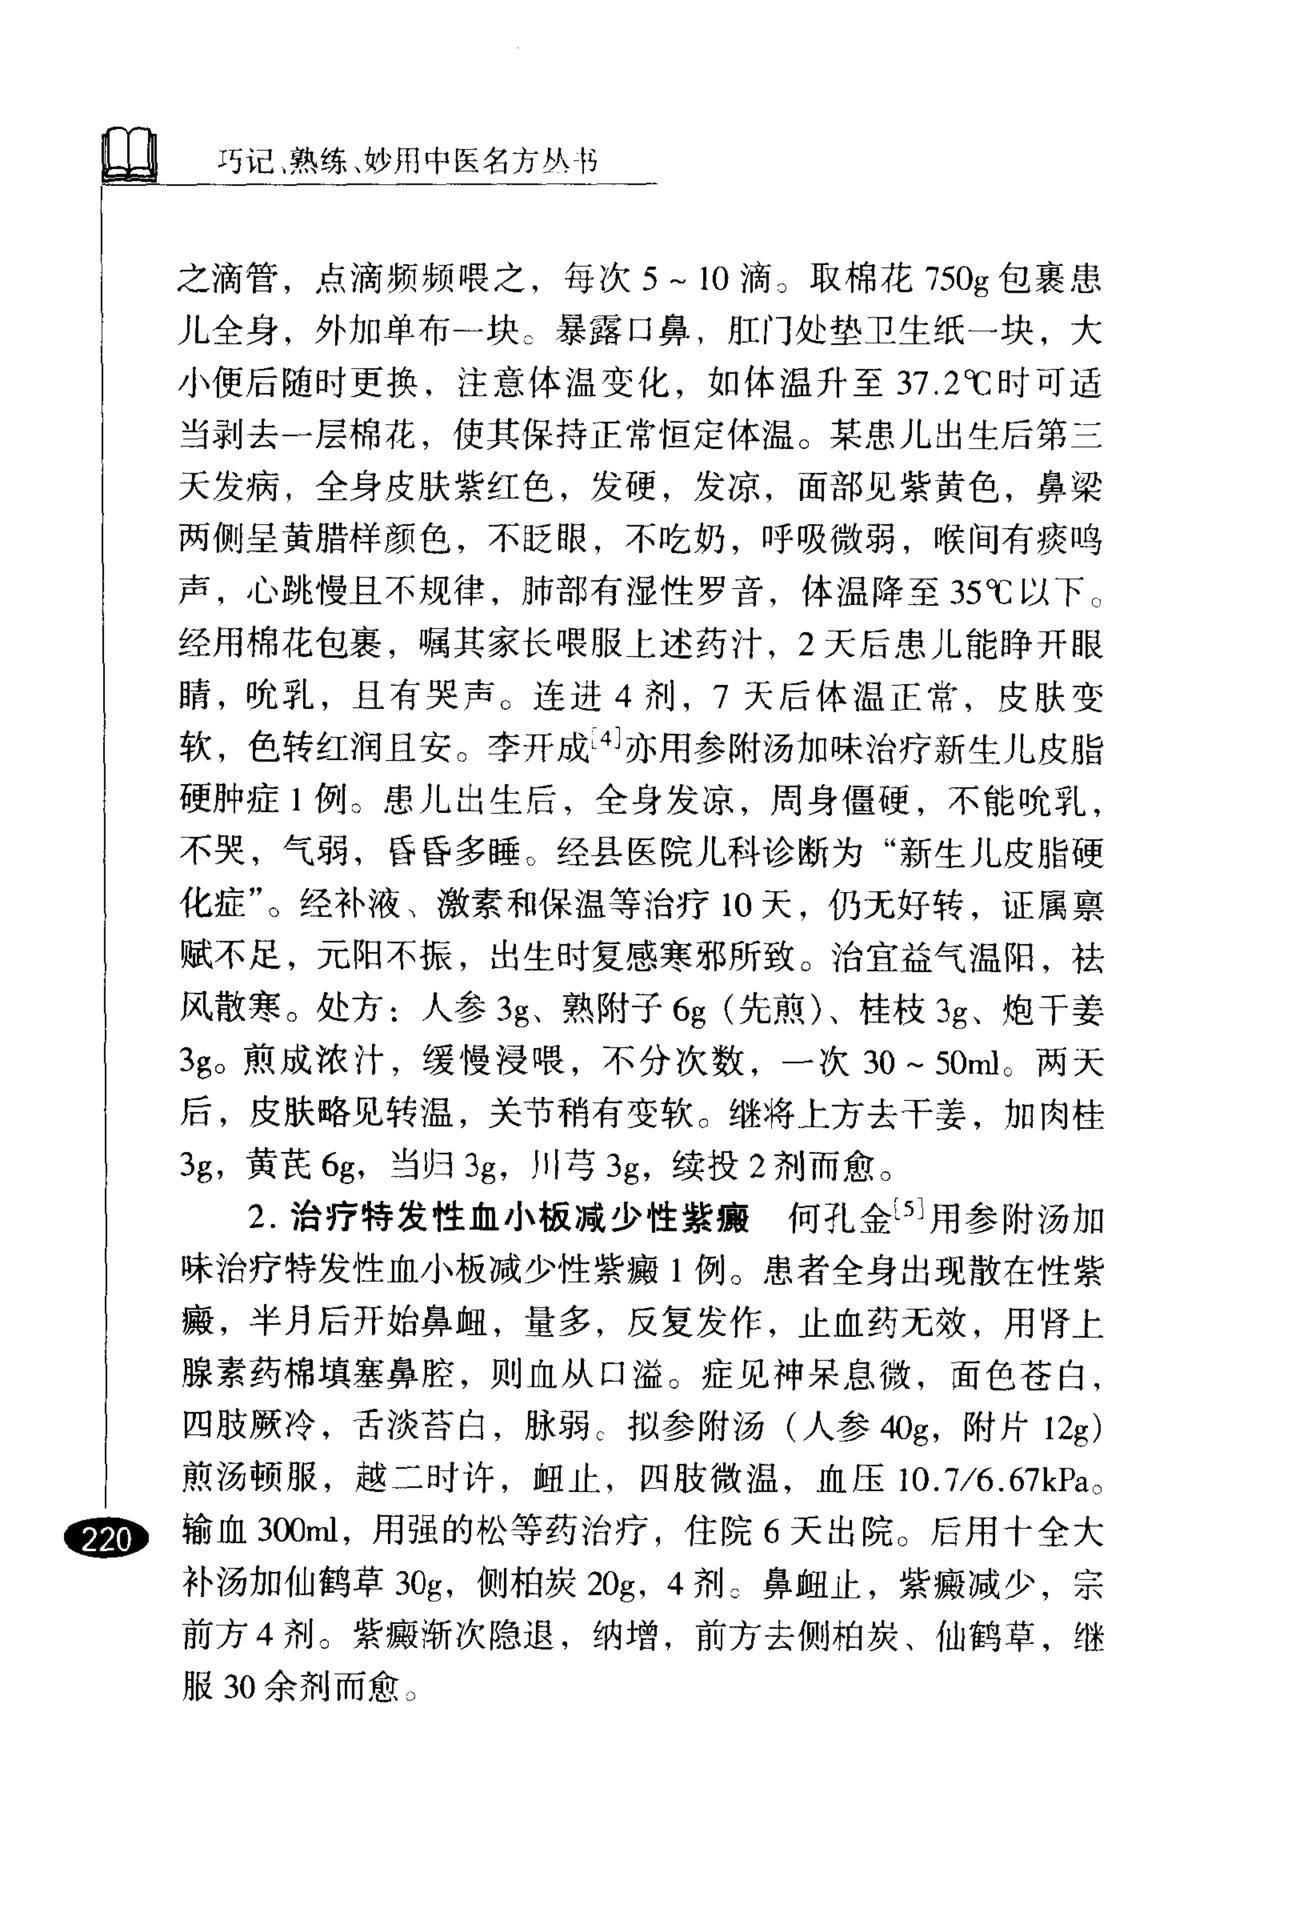 巧记、熟练、妙用中医名方丛书
之滴管，点滴频频喂之，每次 5 ~ 10 滴。取棉花 750g 包裹患
儿全身，外加单布一块。暴露口鼻，肛门处垫卫生纸一块，大
小便后随时更换，注意体温变化，如体温升至 37.2℃时可适
当剥去一层棉花，使其保持正常恒定体温。某患儿出生后第三
天发病，全身皮肤紫红色，发硬，发凉，面部见紫黄色，鼻梁
两侧呈黄腊样颜色，不眨眼，不吃奶，呼吸微弱，喉间有痰鸣
声，心跳慢且不规律，肺部有湿性罗音，体温降至 35℃以下。
经用棉花包裹，嘱其家长喂服上述药汁，2 天后患儿能睁开眼
睛，吮乳，且有哭声。连进 4 剂，7 天后体温正常，皮肤变
软，色转红润且安。李开成[4]亦用参附汤加味治疗新生儿皮脂
硬肿症 1 例。患儿出生后，全身发凉，周身僵硬，不能吮乳，
不哭，气弱，昏昏多睡。经县医院儿科诊断为“新生儿皮脂硬
化症”。经补液、激素和保温等治疗 10 天，仍无好转，证属禀
赋不足，元阳不振，出生时复感寒邪所致。治宜益气温阳，祛
风散寒。处方：人参 3g、熟附子 6g（先煎）、桂枝 3g、炮干姜
3g。煎成浓汁，缓慢浸喂，不分次数，一次 30 ~ 50ml。两天
后，皮肤略见转温，关节稍有变软。继将上方去干姜，加肉桂
3g，黄芪 6g，当归 3g，川芎 3g，续投 2 剂而愈。
2. 治疗特发性血小板减少性紫癜　何孔金[5]用参附汤加
味治疗特发性血小板减少性紫癜 1 例。患者全身出现散在性紫
癜，半月后开始鼻衄，量多，反复发作，止血药无效，用肾上
腺素药棉填塞鼻腔，则血从口溢。症见神呆息微，面色苍白，
四肢厥冷，舌淡苔白，脉弱。拟参附汤（人参 40g，附片 12g）
煎汤顿服，越二时许，衄止，四肢微温，血压 10.7/6.67kPa。
输血 300ml，用强的松等药治疗，住院 6 天出院。后用十全大
补汤加仙鹤草 30g，侧柏炭 20g，4 剂。鼻衄止，紫癜减少，宗
前方 4 剂。紫癜渐次隐退，纳增，前方去侧柏炭、仙鹤草，继
服 30 余剂而愈。
220